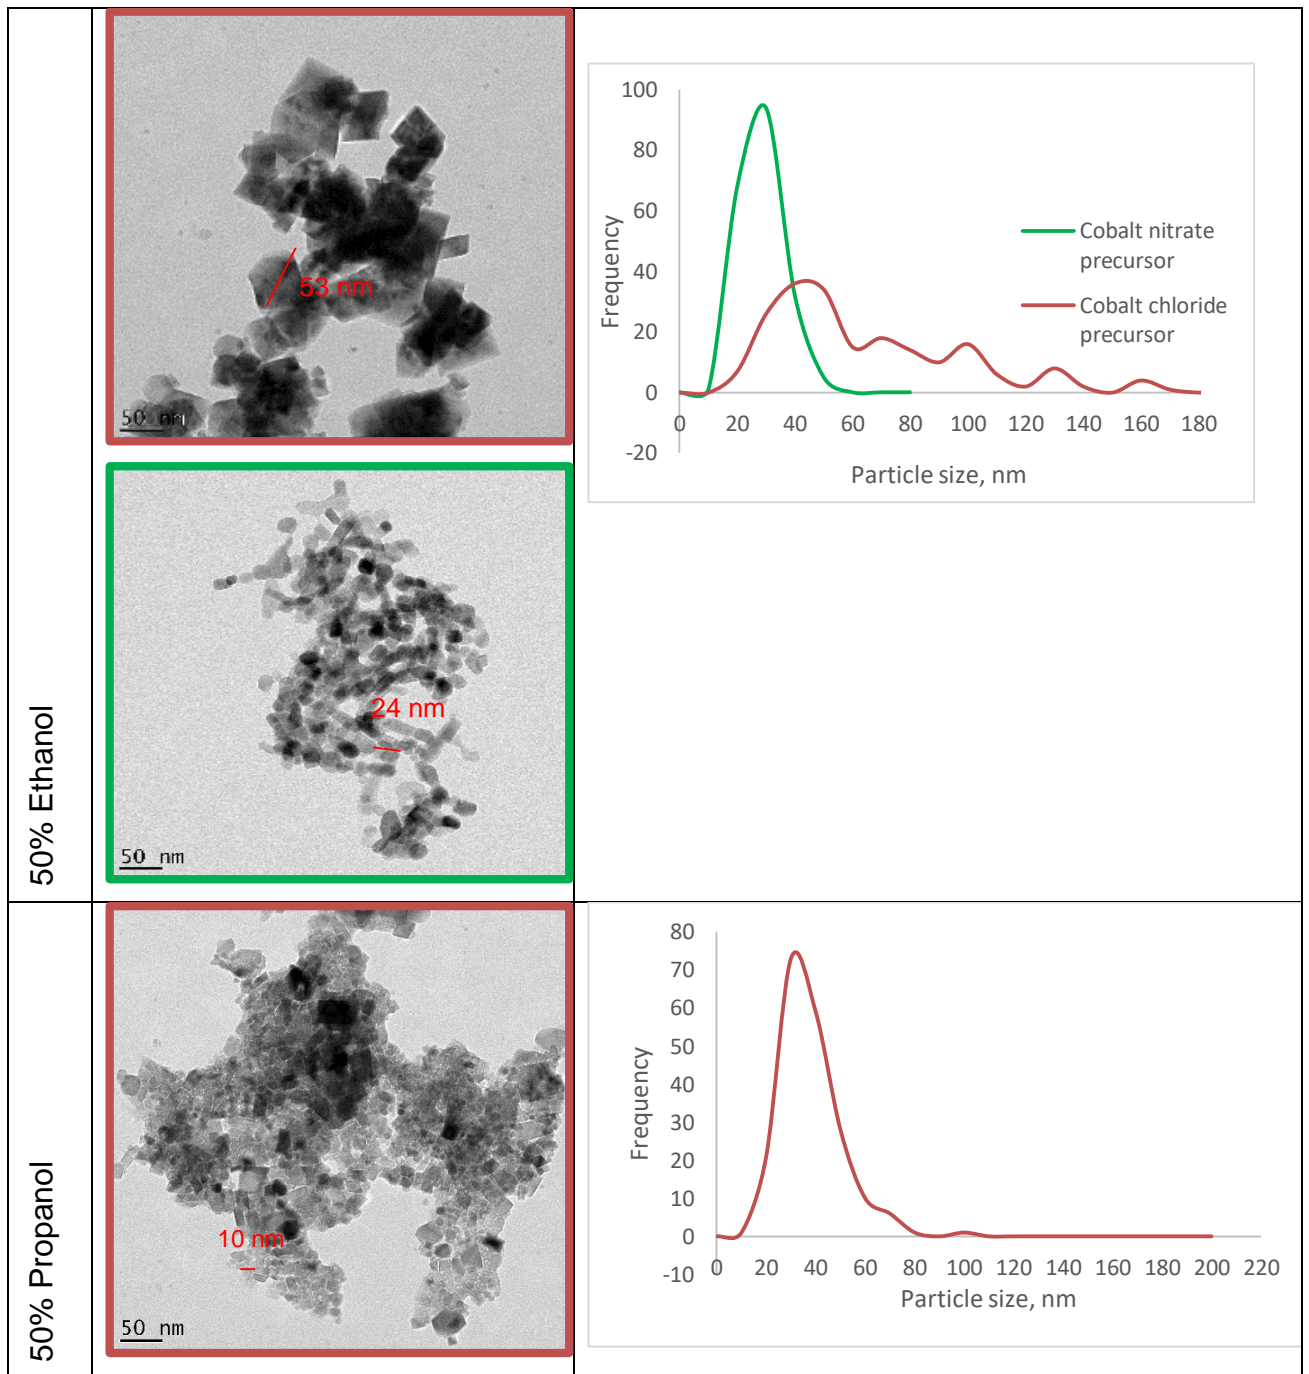 50% Ethanol
53 nm
50 nm
24 nm
50 nm
100
80
60
40
20
0
-20
Frequency
0 20 40 60 80 100 120 140 160 180
Particle size, nm
Cobalt nitrate
precursor
Cobalt chloride
precursor
50% Propanol
10 nm
50 nm
80
70
60
50
40
30
20
10
0
-10
Frequency
0 20 40 60 80 100 120 140 160 180 200 220
Particle size, nm